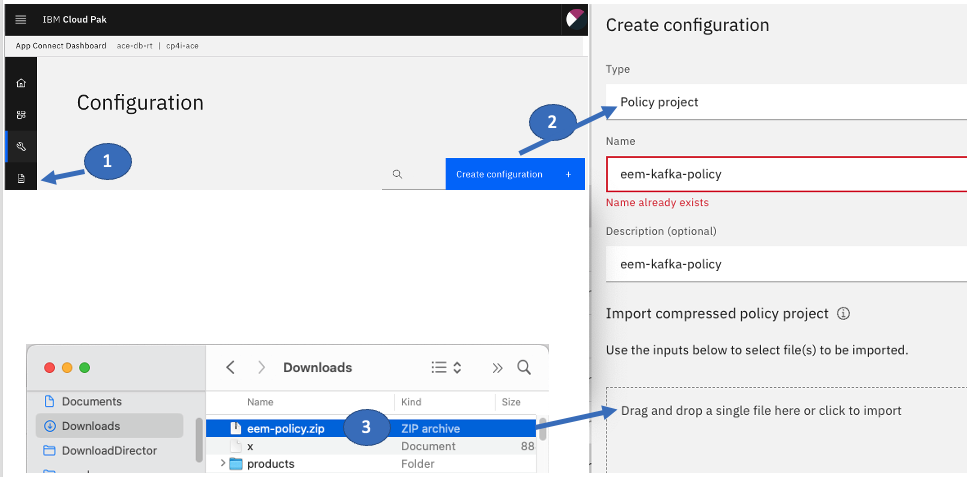 IBM Cloud Pak
App Connect Dashboard ace-db-rt | cp4i-ace
Configuration
1
2
Create configuration +
Create configuration
Type
Policy project
Name
eem-kafka-policy
Name already exists
Description (optional)
eem-kafka-policy
Import compressed policy project
Use the inputs below to select file(s) to be imported.
Drag and drop a single file here or click to import
Downloads
Documents
Downloads
DownloadDirector
Name Kind Size
eem-policy.zip 3 ZIP archive
x Document 88
products Folder